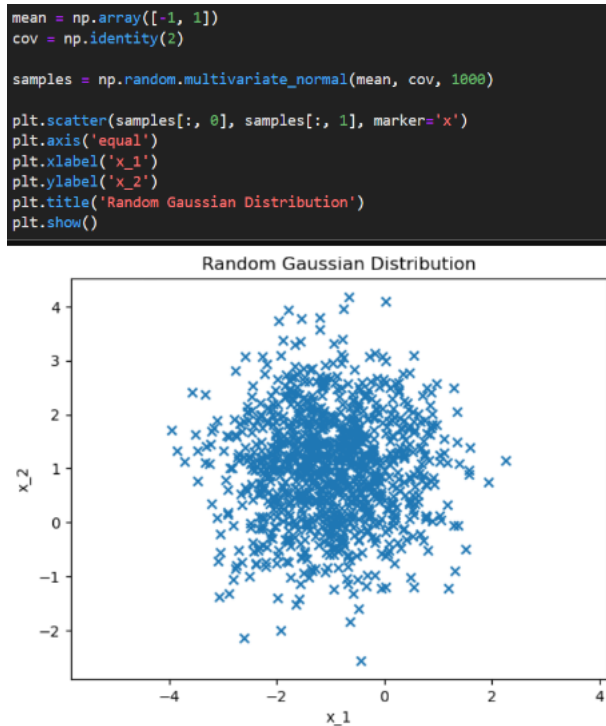 mean = np.array([-1, 1])
cov = np.identity(2)
samples = np.random.multivariate_normal(mean, cov, 1000)
plt.scatter(samples[:, 0], samples[:, 1], marker='x')
plt.axis('equal')
plt.xlabel('x_1')
plt.ylabel('x_2')
plt.title('Random Gaussian Distribution')
plt.show()
Random Gaussian Distribution
4
3
2
1
0
−1
−2
x_2
−4
−2
0
2
4
x_1